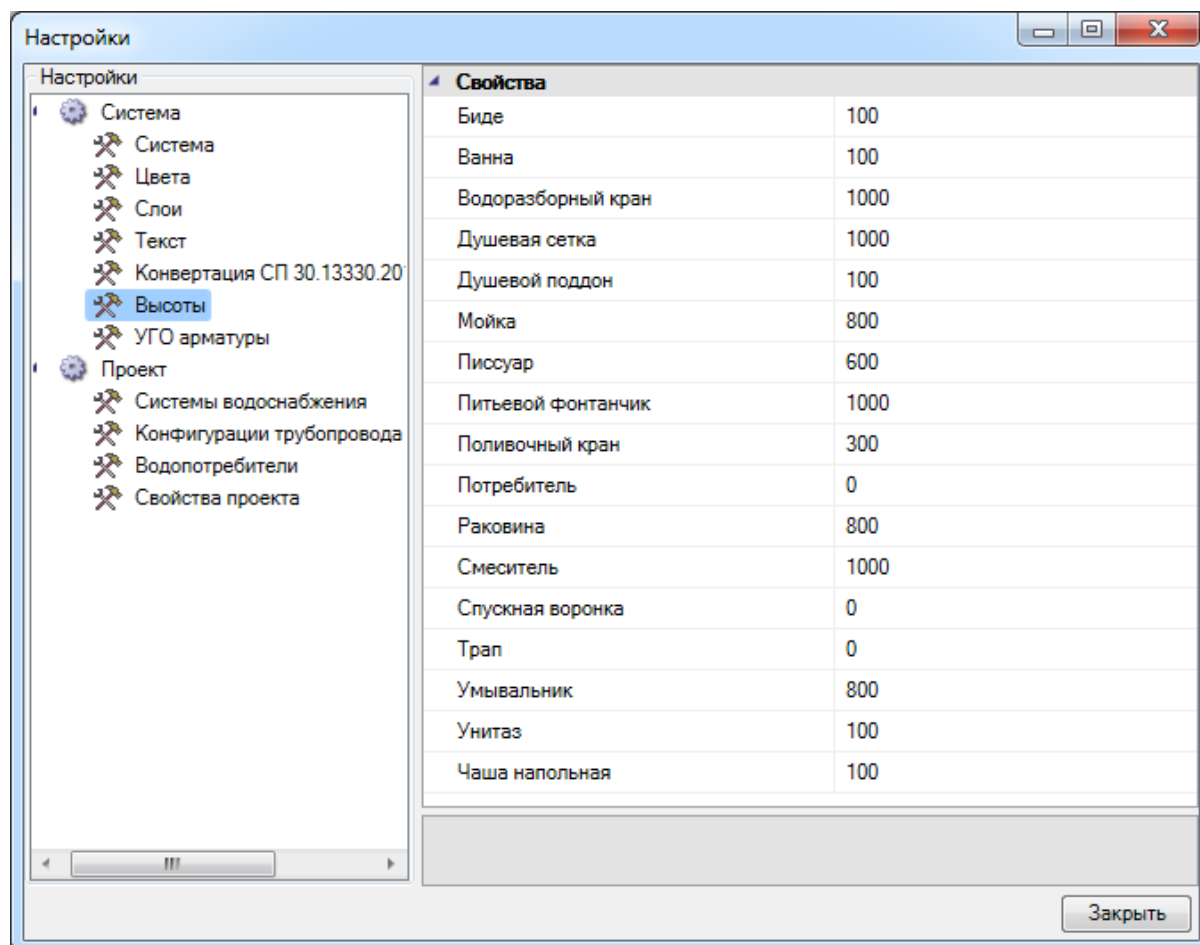 Настройки
Настройки
Система
Система
Цвета
Слои
Текст
Конвертация СП 30.13330.20
Высоты
УГО арматуры
Проект
Системы водоснабжения
Конфигурации трубопровода
Водопотребители
Свойства проекта
Свойства
Биде 100
Ванна 100
Водоразборный кран 1000
Душевая сетка 1000
Душевой поддон 100
Мойка 800
Писсуар 600
Питьевой фонтанчик 1000
Поливочный кран 300
Потребитель 0
Раковина 800
Смеситель 1000
Спускная воронка 0
Трап 0
Умывальник 800
Унитаз 100
Чаша напольная 100
Закрыть